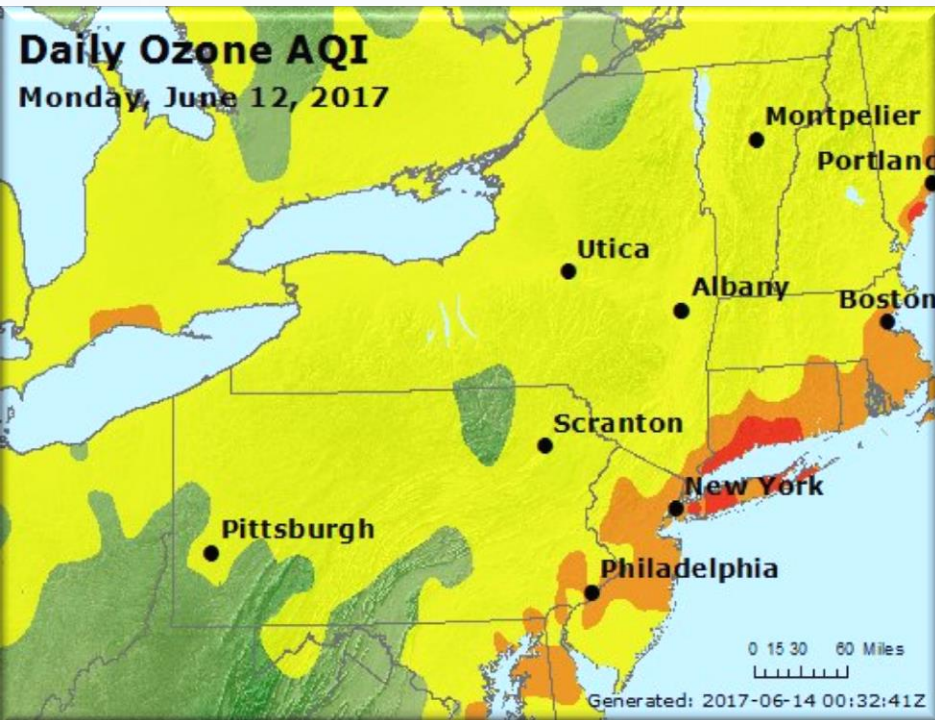 Daily Ozone AQI
Monday, June 12, 2017
Montpelier
Portland
Utica
Albany
Boston
Scranton
New York
Pittsburgh
Philadelphia
0 15 30 60 Miles
Generated: 2017-06-14 00:32:41Z